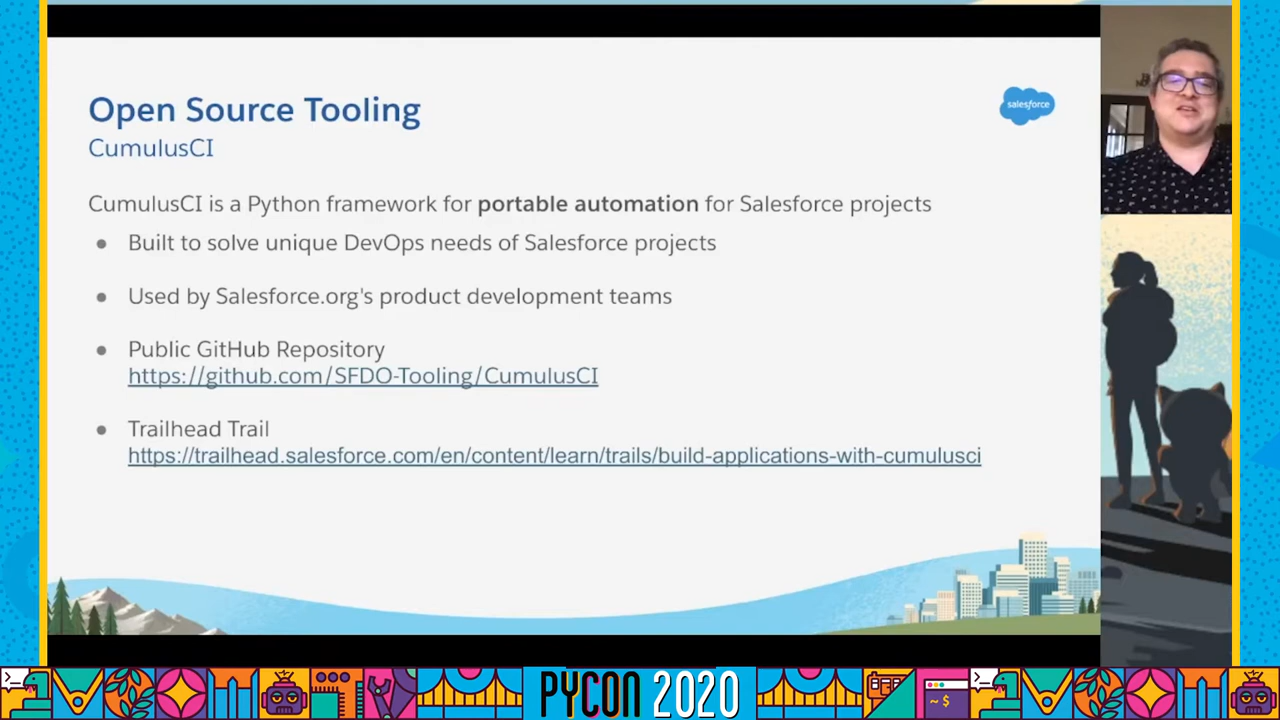 Open Source Tooling
salesforce
CumulusCI
CumulusCI is a Python framework for portable automation for Salesforce projects
● Built to solve unique DevOps needs of Salesforce projects
● Used by Salesforce.org's product development teams
● Public GitHub Repository
https://github.com/SFDO-Tooling/CumulusCI
● Trailhead Trail
https://trailhead.salesforce.com/en/content/learn/trails/build-applications-with-cumulusci
PYCON 2020
~ $